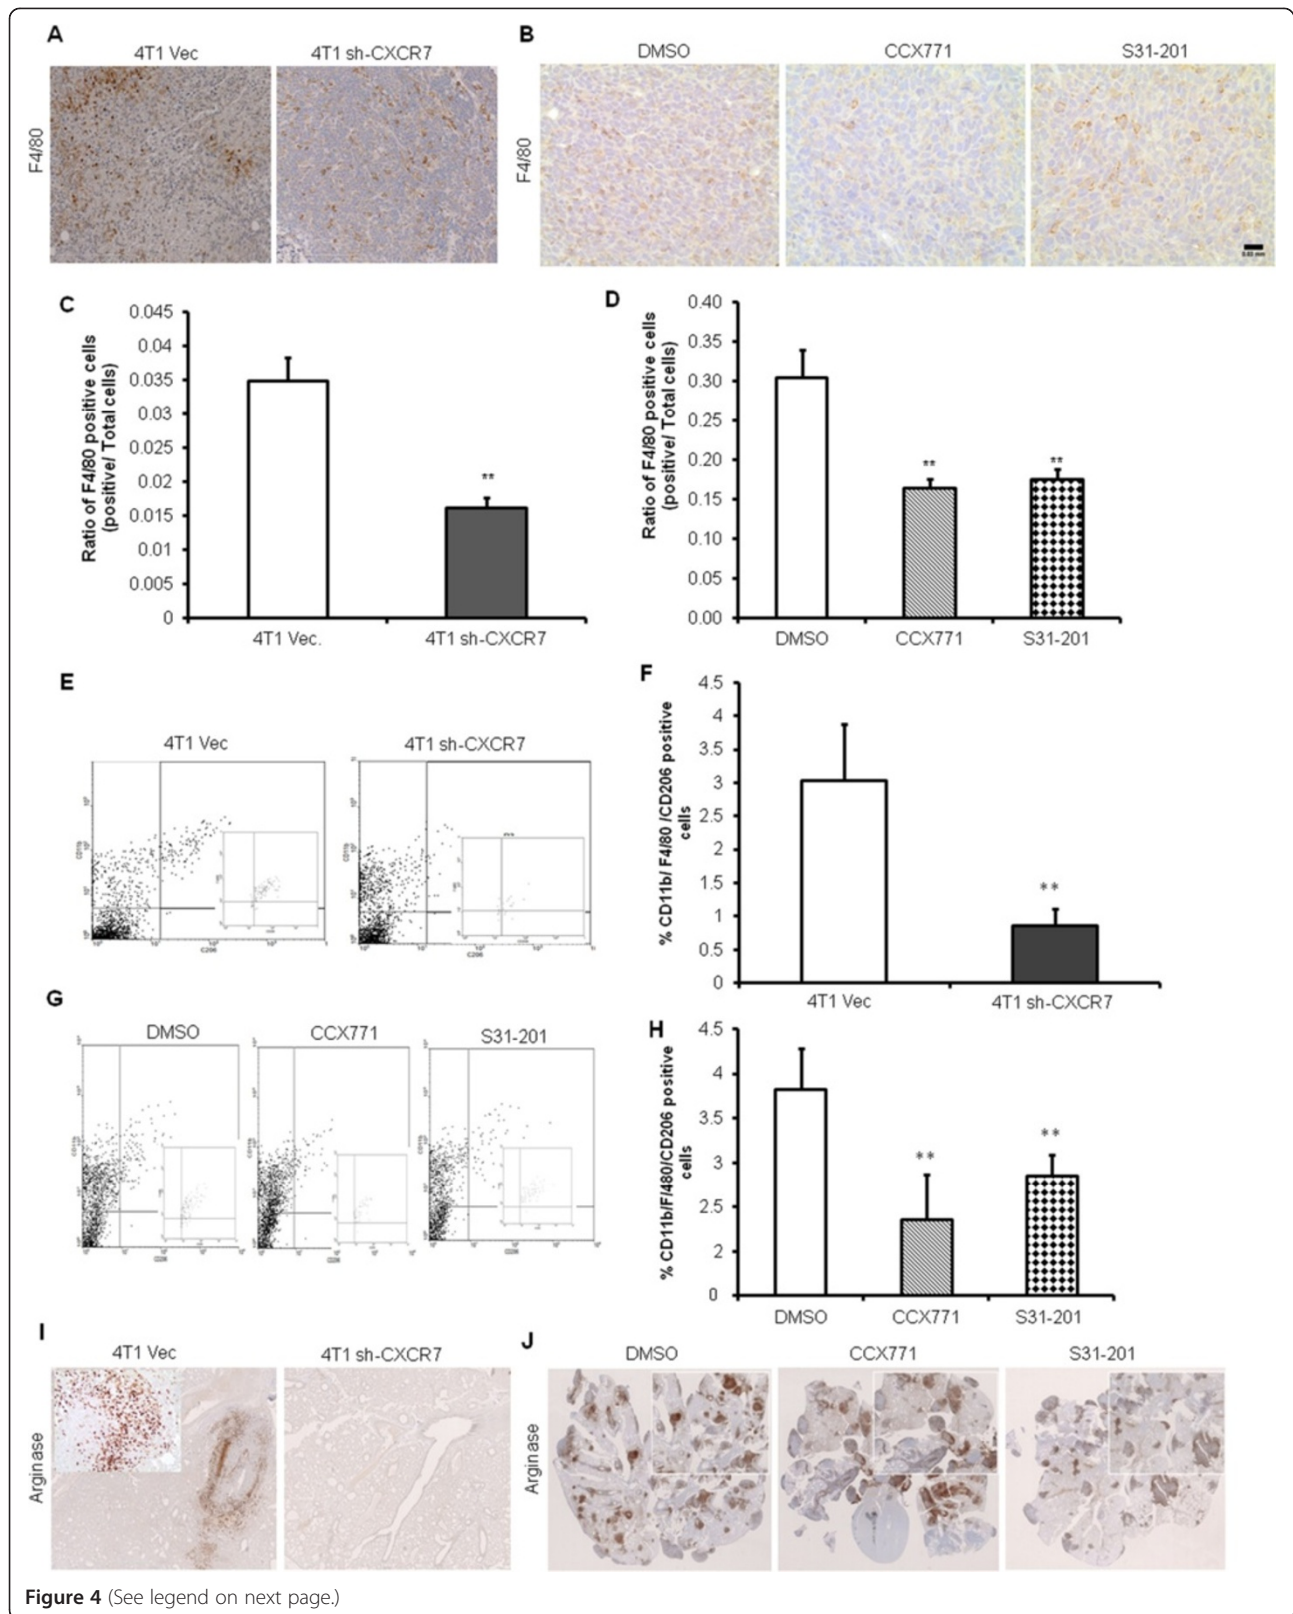 A
4T1 Vec
4T1 sh-CXCR7
F4/80
B
DMSO
CCX771
S31-201
F4/80
C
Ratio of F4/80 positive cells
(positive/ Total cells)
0.045
0.04
0.035
0.03
0.025
0.02
0.015
0.01
0.005
0
**
4T1 Vec.
4T1 sh-CXCR7
D
Ratio of F4/80 positive cells
(positive/ Total cells)
0.40
0.35
0.30
0.25
0.20
0.15
0.10
0.05
0.00
**
**
DMSO
CCX771
S31-201
E
4T1 Vec
4T1 sh-CXCR7
CD11b
C206
CD11b
C206
F
% CD11b/ F4/80 /CD206 positive
cells
4.5
4
3.5
3
2.5
2
1.5
1
0.5
0
**
4T1 Vec
4T1 sh-CXCR7
G
DMSO
CCX771
S31-201
H
% CD11b/F/480/CD206 positive
cells
4.5
4
3.5
3
2.5
2
0
**
**
DMSO
CCX771
S31-201
I
4T1 Vec
4T1 sh-CXCR7
Arginase
J
DMSO
CCX771
S31-201
Arginase
Figure 4 (See legend on next page.)